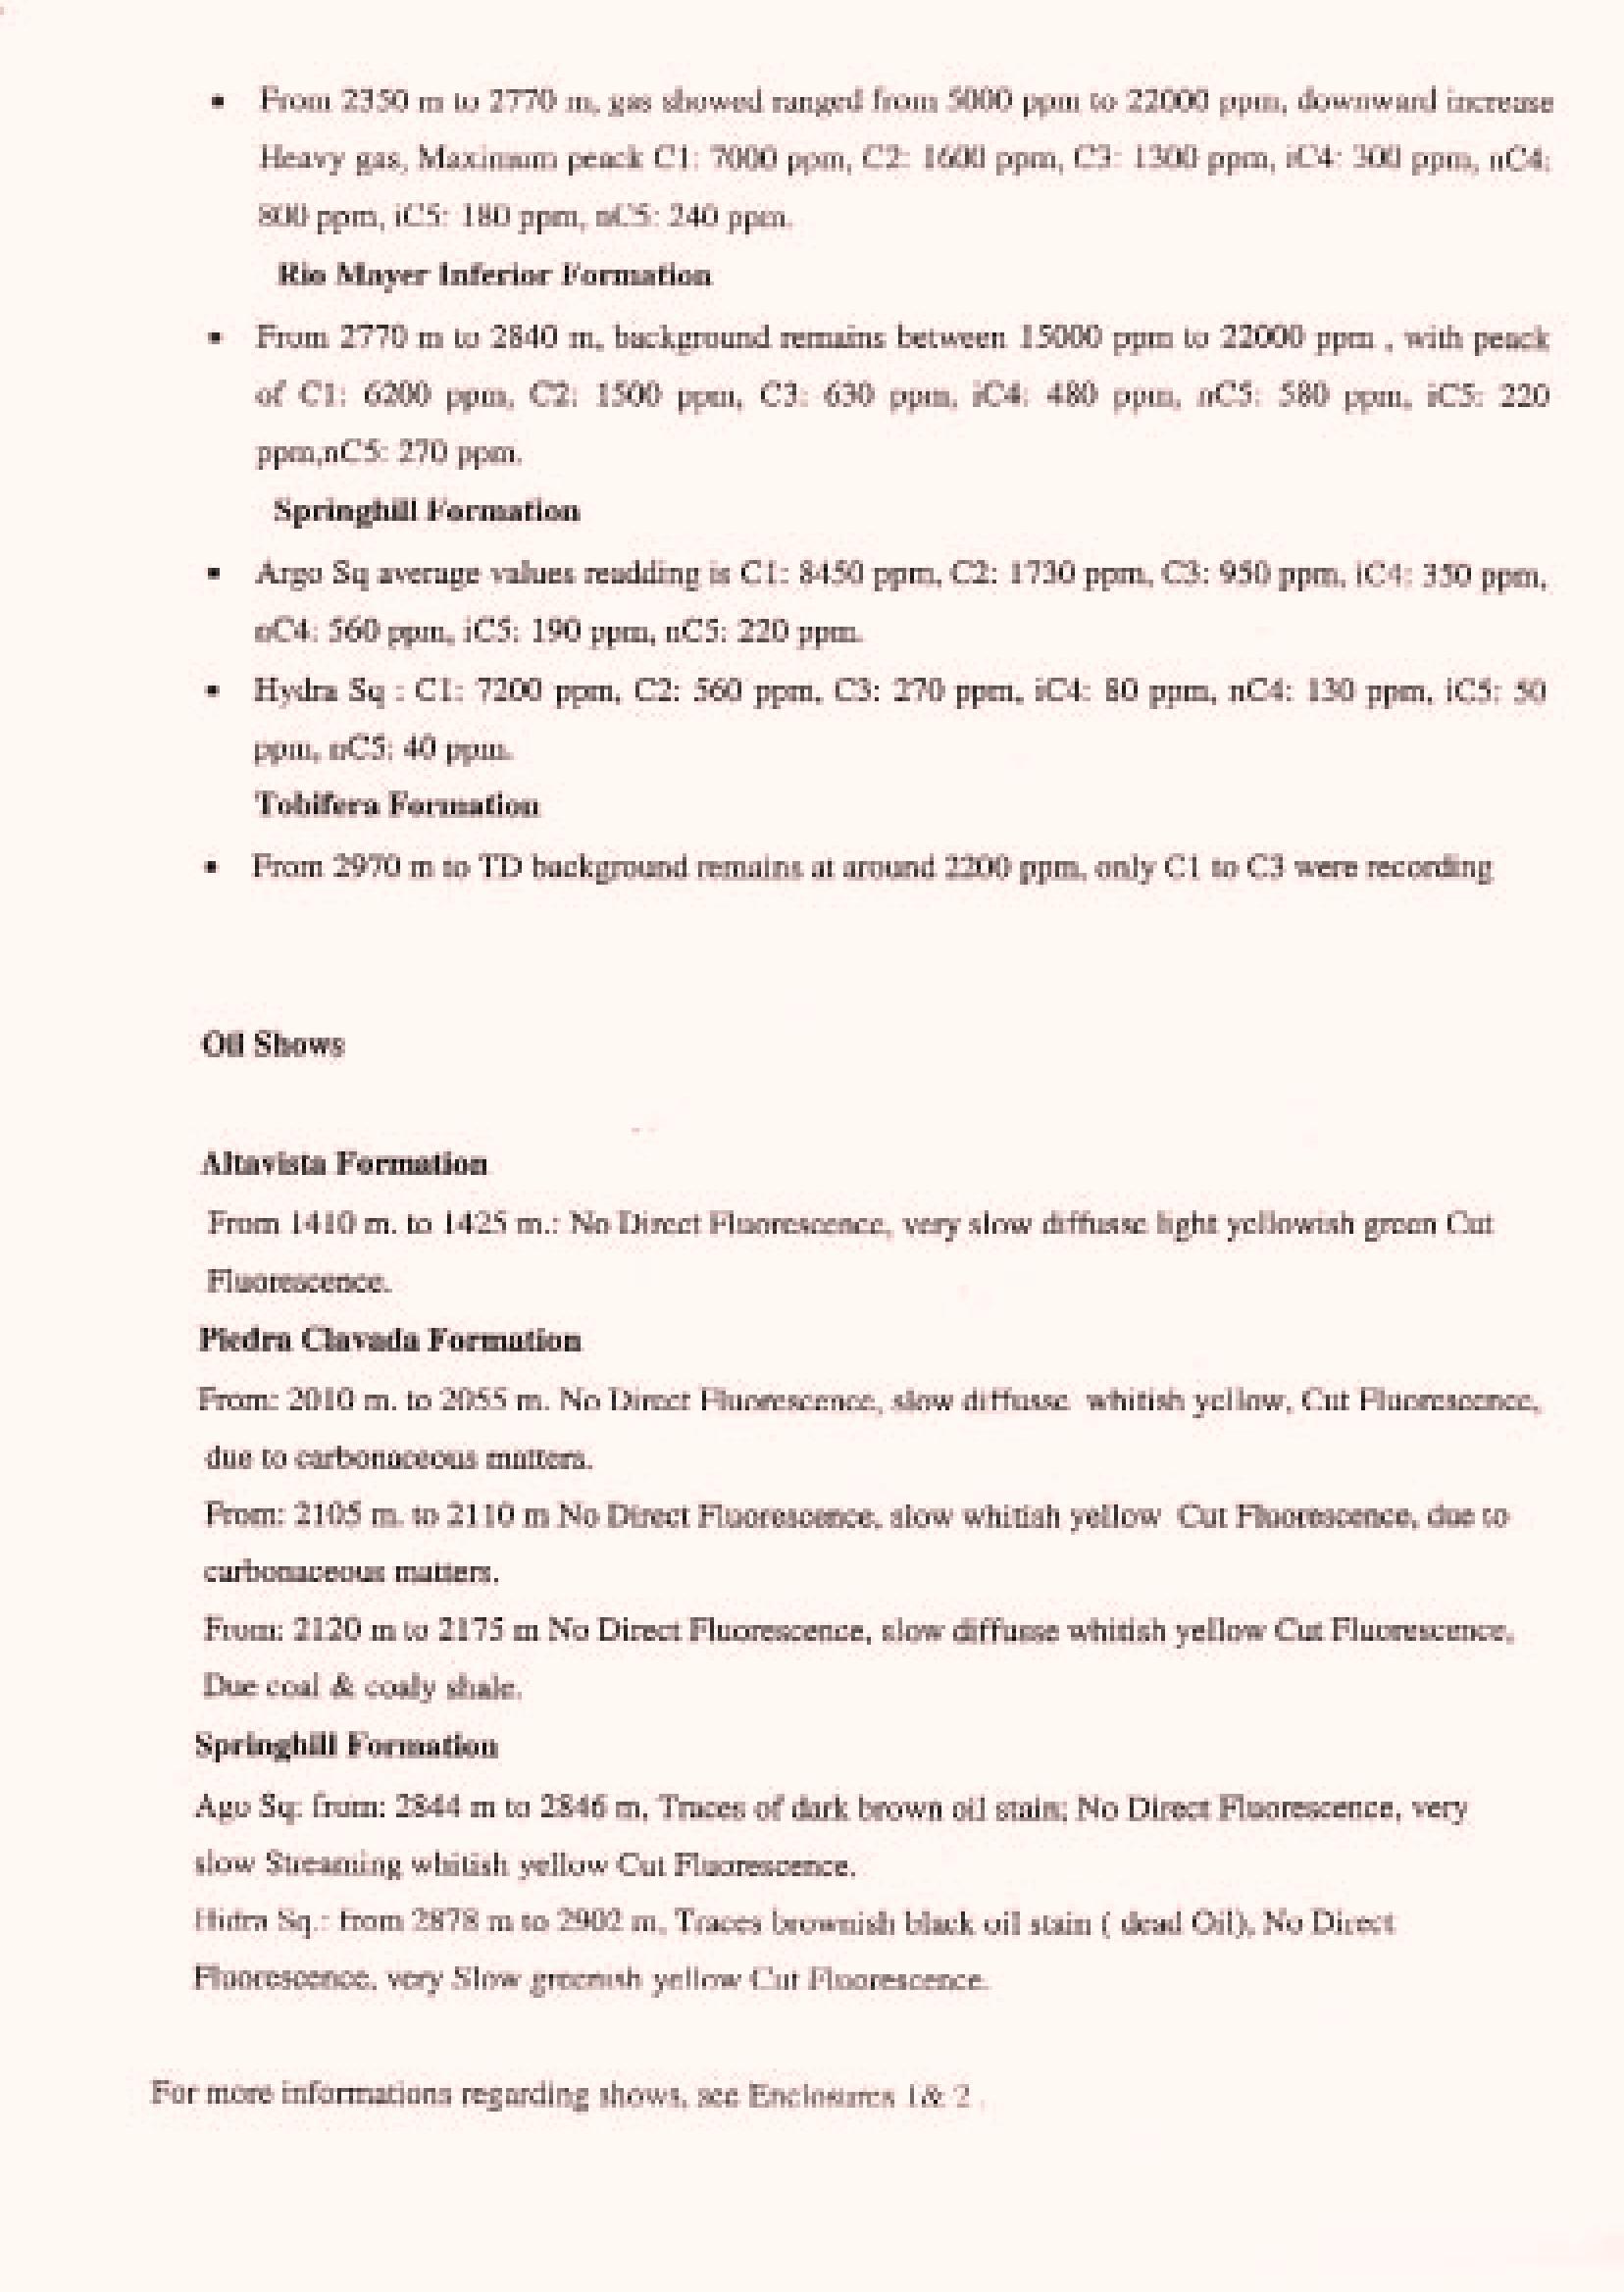 • From 2350 m to 2770 m, gas showed ranged from 5000 ppm to 22000 ppm, downward increase
Heavy gas, Maximum peack C1: 7000 ppm, C2: 1600 ppm, C3: 1300 ppm, iC4: 300 ppm, nC4:
800 ppm, iC5: 180 ppm, nC5: 240 ppm.
Rio Mayer Inferior Formation
• From 2770 m to 2840 m, background remains between 15000 ppm to 22000 ppm , with peack
of C1: 6200 ppm, C2: 1500 ppm, C3: 630 ppm, iC4: 480 ppm, nC5: 580 ppm, iC5: 220
ppm,nC5: 270 ppm.
Springhill Formation
• Argo Sq average values readding is C1: 8450 ppm, C2: 1730 ppm, C3: 950 ppm, iC4: 350 ppm,
nC4: 560 ppm, iC5: 190 ppm, nC5: 220 ppm.
• Hydra Sq : C1: 7200 ppm, C2: 560 ppm, C3: 270 ppm, iC4: 80 ppm, nC4: 130 ppm, iC5: 50
ppm, nC5: 40 ppm.
Tobifera Formation
• From 2970 m to TD background remains at around 2200 ppm, only C1 to C3 were recording
Oil Shows
Altavista Formation
From 1410 m. to 1425 m.: No Direct Fluorescence, very slow diffusse light yellowish green Cut
Fluorescence.
Piedra Clavada Formation
From: 2010 m. to 2055 m. No Direct Fluorescence, slow diffusse whitish yellow, Cut Fluorescence,
due to carbonaceous matters.
From: 2105 m. to 2110 m No Direct Fluorescence, slow whitish yellow Cut Fluorescence, due to
carbonaceous matters.
From: 2120 m to 2175 m No Direct Fluorescence, slow diffusse whitish yellow Cut Fluorescence,
Due coal & coaly shale.
Springhill Formation
Ago Sq: from: 2844 m to 2846 m, Traces of dark brown oil stain; No Direct Fluorescence, very
slow Streaming whitish yellow Cut Fluorescence.
Hidra Sq.: from 2878 m to 2902 m, Traces brownish black oil stain ( dead Oil), No Direct
Fluorescence, very Slow greenish yellow Cut Fluorescence.
For more informations regarding shows, see Enclosures 1& 2 .